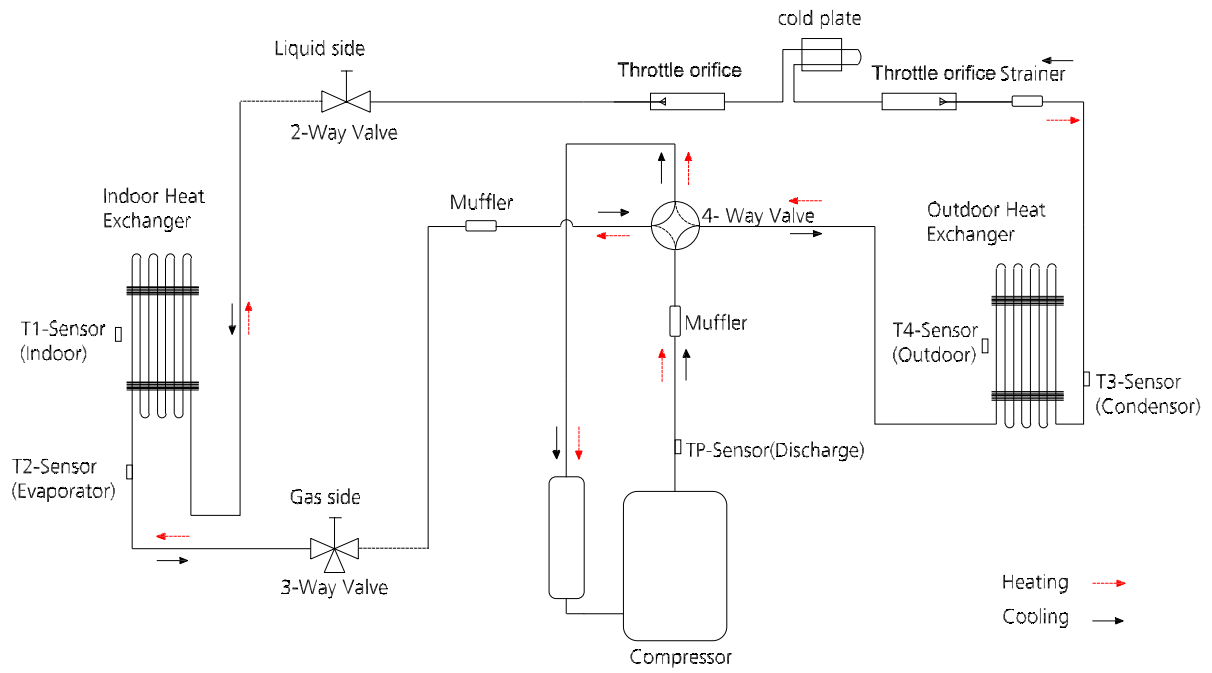 cold plate
Liquid side
Throttle orifice
Throttle orifice
Strainer
2-Way Valve
Indoor Heat
Exchanger
Muffler
4- Way Valve
Outdoor Heat
Exchanger
T1-Sensor
(Indoor)
Muffler
T4-Sensor
(Outdoor)
T3-Sensor
(Condensor)
TP-Sensor(Discharge)
T2-Sensor
(Evaporator)
Gas side
3-Way Valve
Heating
Cooling
Compressor